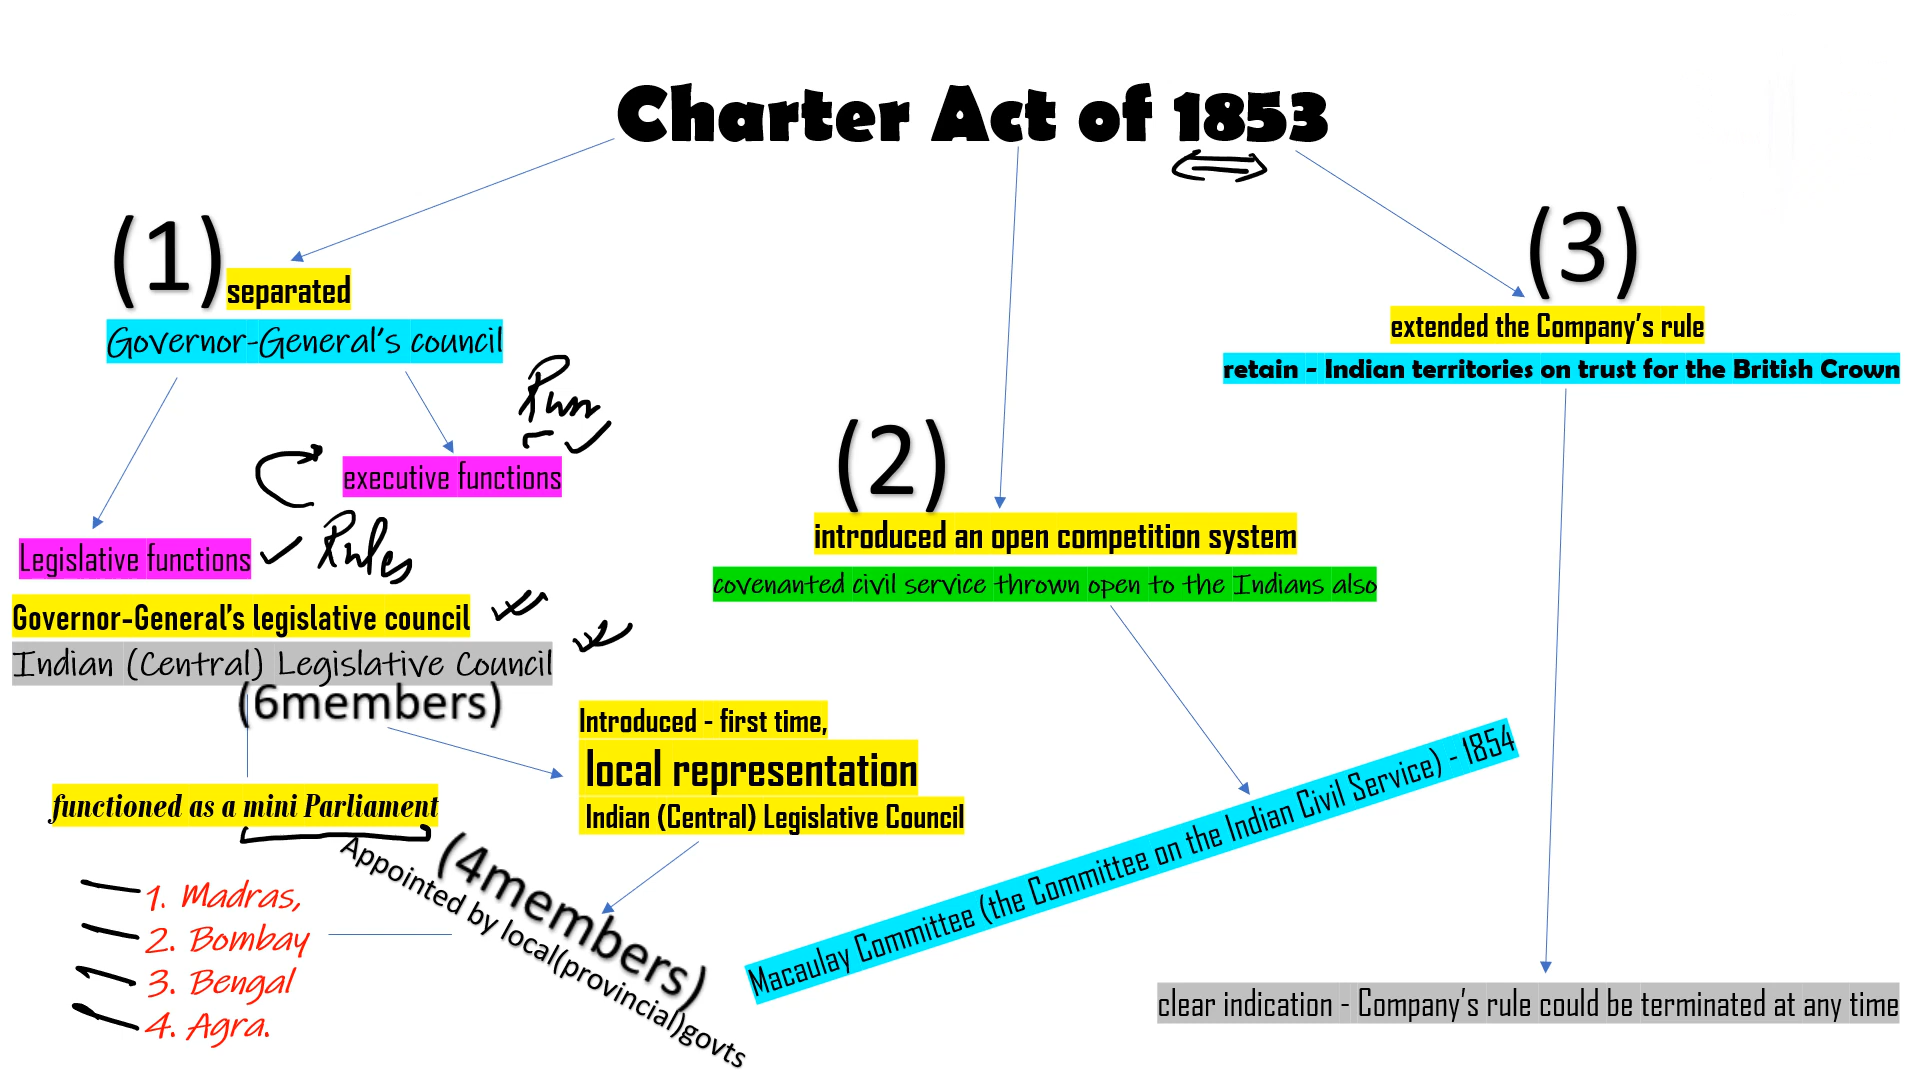 Charter Act of 1853
(1)
separated
Governor-General's council
executive functions
Legislative functions
Rules
Governor-General's legislative council
Indian (Central) Legislative Council
(6members)
functioned as a mini Parliament
Introduced - first time,
local representation
Indian (Central) Legislative Council
(4members)
Appointed by local(provincial)govts
1. Madras,
2. Bombay
3. Bengal
4. Agra.
(2)
introduced an open competition system
covenanted civil service thrown open to the Indians also
Macaulay Committee (the Committee on the Indian Civil Service) - 1854
(3)
extended the Company's rule
retain - Indian territories on trust for the British Crown
clear indication - Company's rule could be terminated at any time